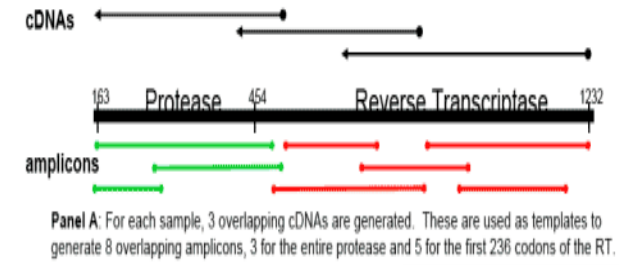 cDNAs
163 Protease 454 Reverse Transcriptase 1232
amplicons
Panel A: For each sample, 3 overlapping cDNAs are generated. These are used as templates to
generate 8 overlapping amplicons, 3 for the entire protease and 5 for the first 236 codons of the RT.